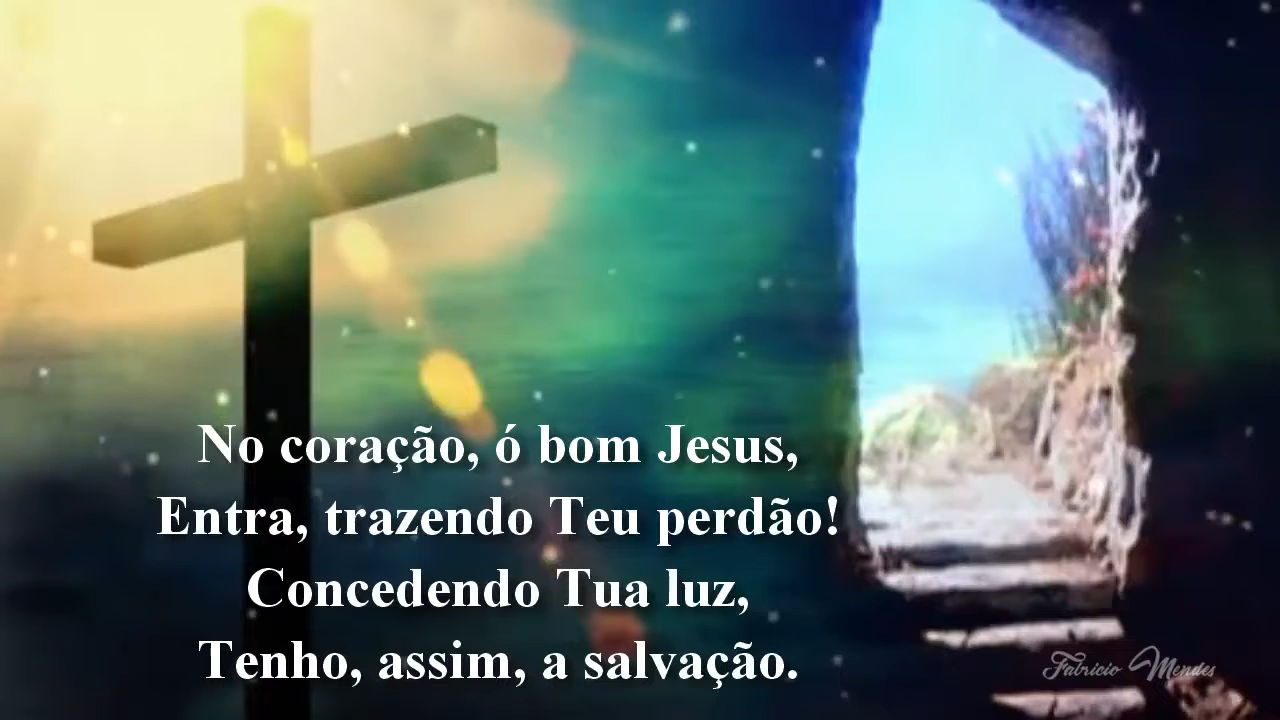 No coração, ó bom Jesus,
Entra, trazendo Teu perdão!
Concedendo Tua luz,
Tenho, assim, a salvação.
Fabricio Mendes